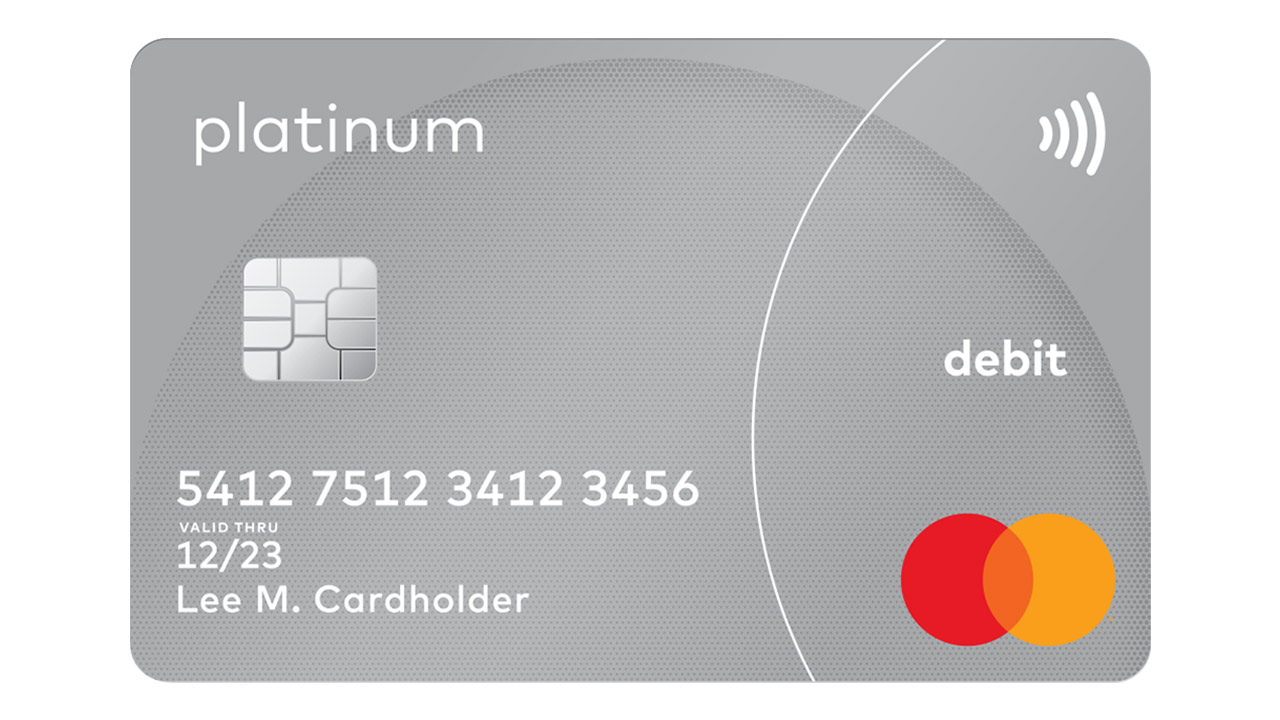 platinum
debit
5412 7512 3412 3456
VALID THRU
12/23
Lee M. Cardholder